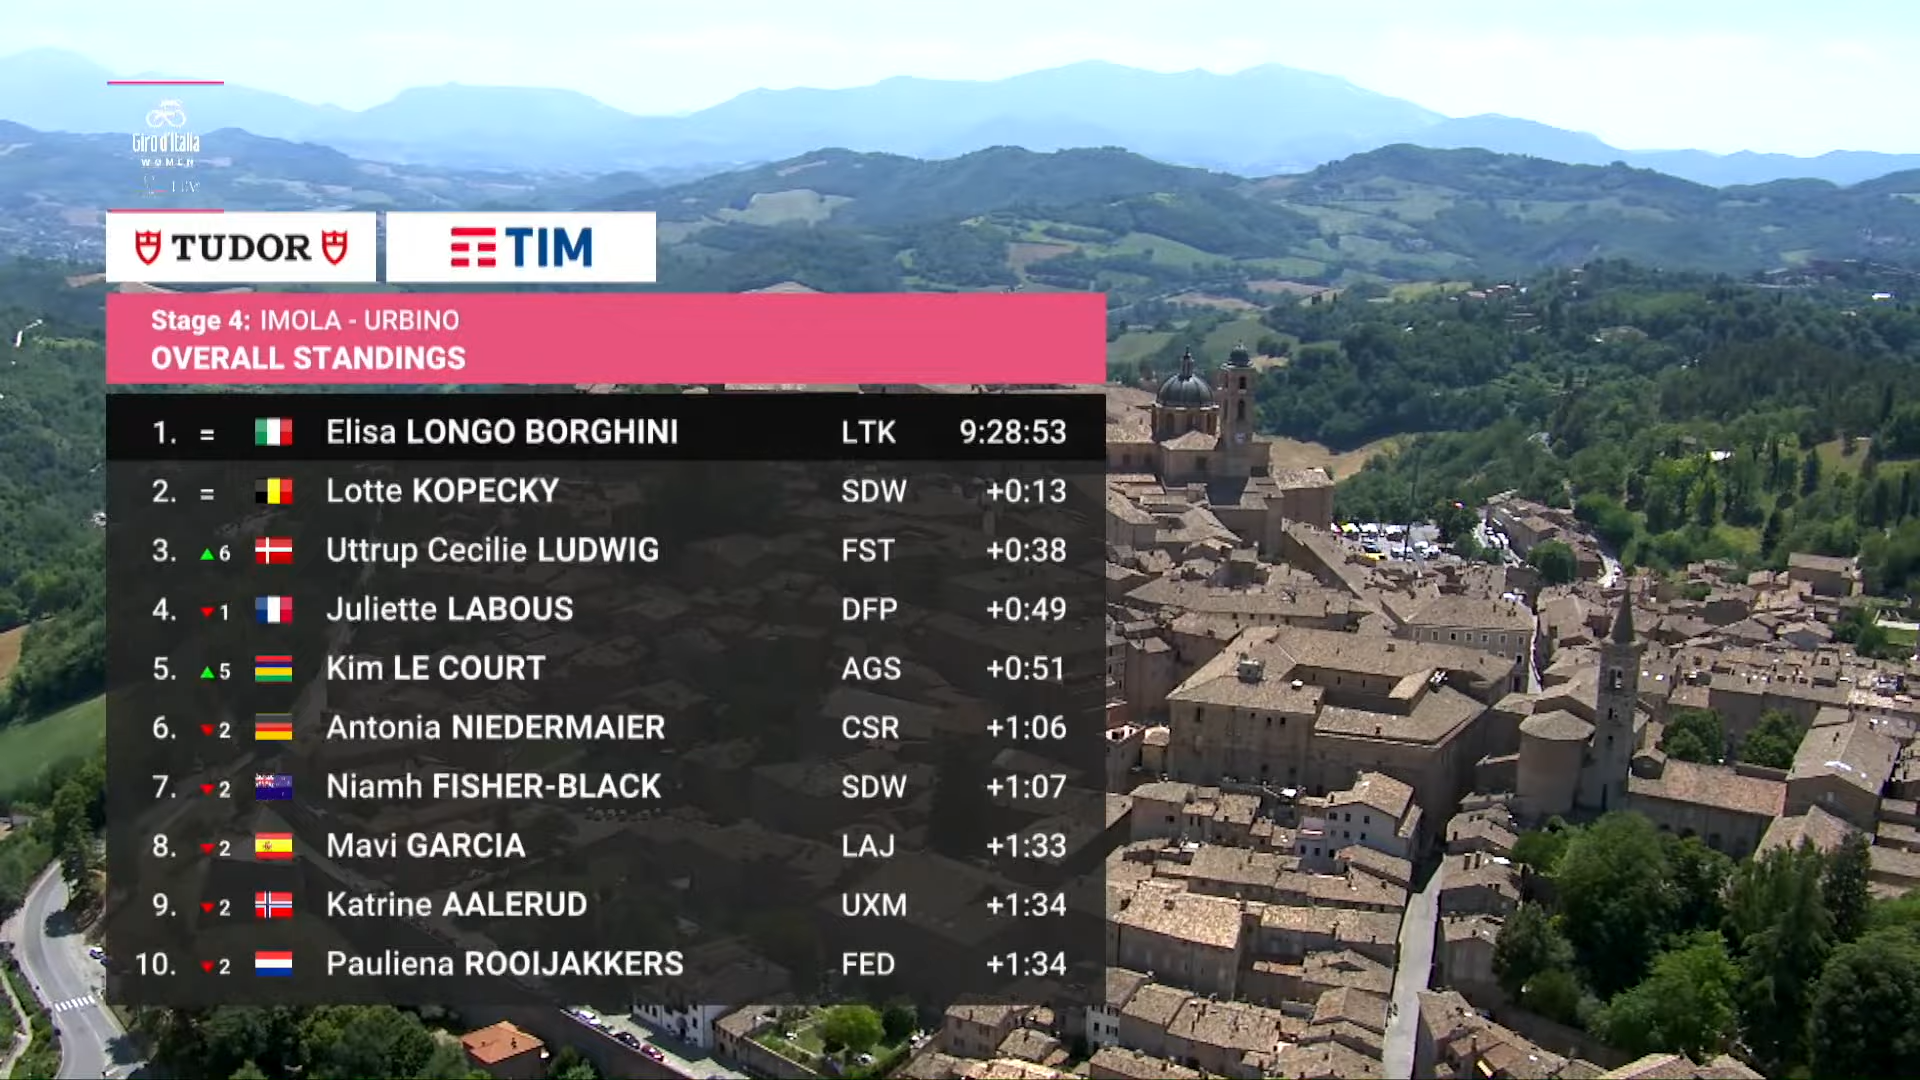 Giro d'Italia
WOMEN
TUDOR
TIM
Stage 4: IMOLA - URBINO
OVERALL STANDINGS
1. = Elisa LONGO BORGHINI LTK 9:28:53
2. = Lotte KOPECKY SDW +0:13
3. ▲6 Uttrup Cecilie LUDWIG FST +0:38
4. ▼1 Juliette LABOUS DFP +0:49
5. ▲5 Kim LE COURT AGS +0:51
6. ▼2 Antonia NIEDERMAIER CSR +1:06
7. ▼2 Niamh FISHER-BLACK SDW +1:07
8. ▼2 Mavi GARCIA LAJ +1:33
9. ▼2 Katrine AALERUD UXM +1:34
10. ▼2 Pauliena ROOIJAKKERS FED +1:34